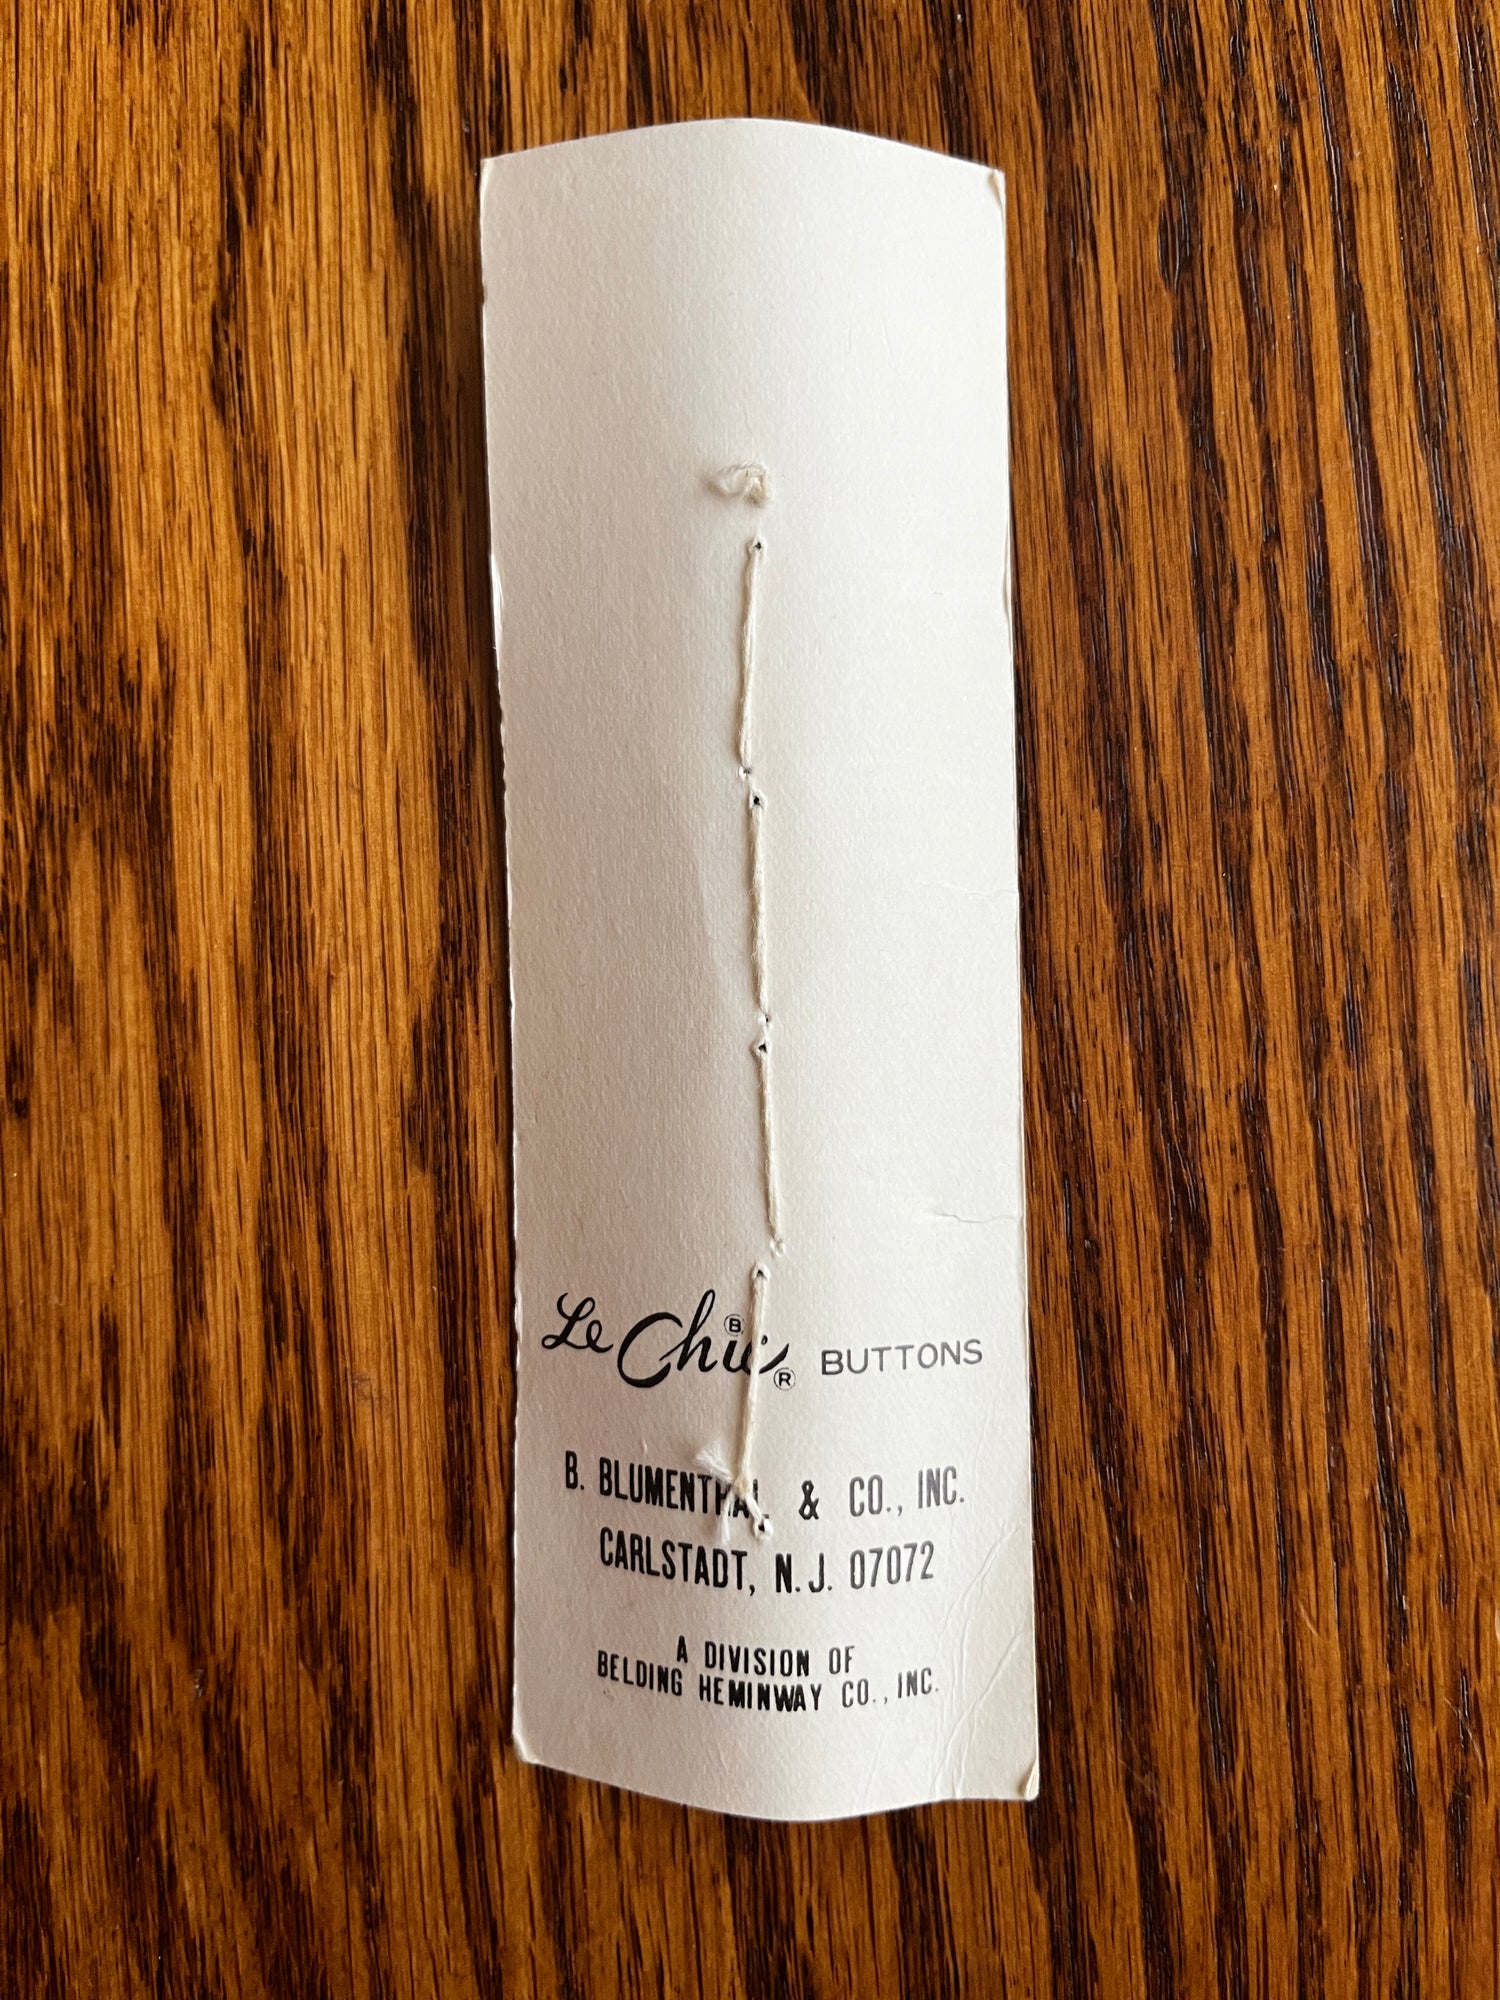 Le Chic Ⓑ ® BUTTONS
B. BLUMENTHAL & CO., INC.
CARLSTADT, N.J. 07072
A DIVISION OF
BELDING HEMINWAY CO., INC.